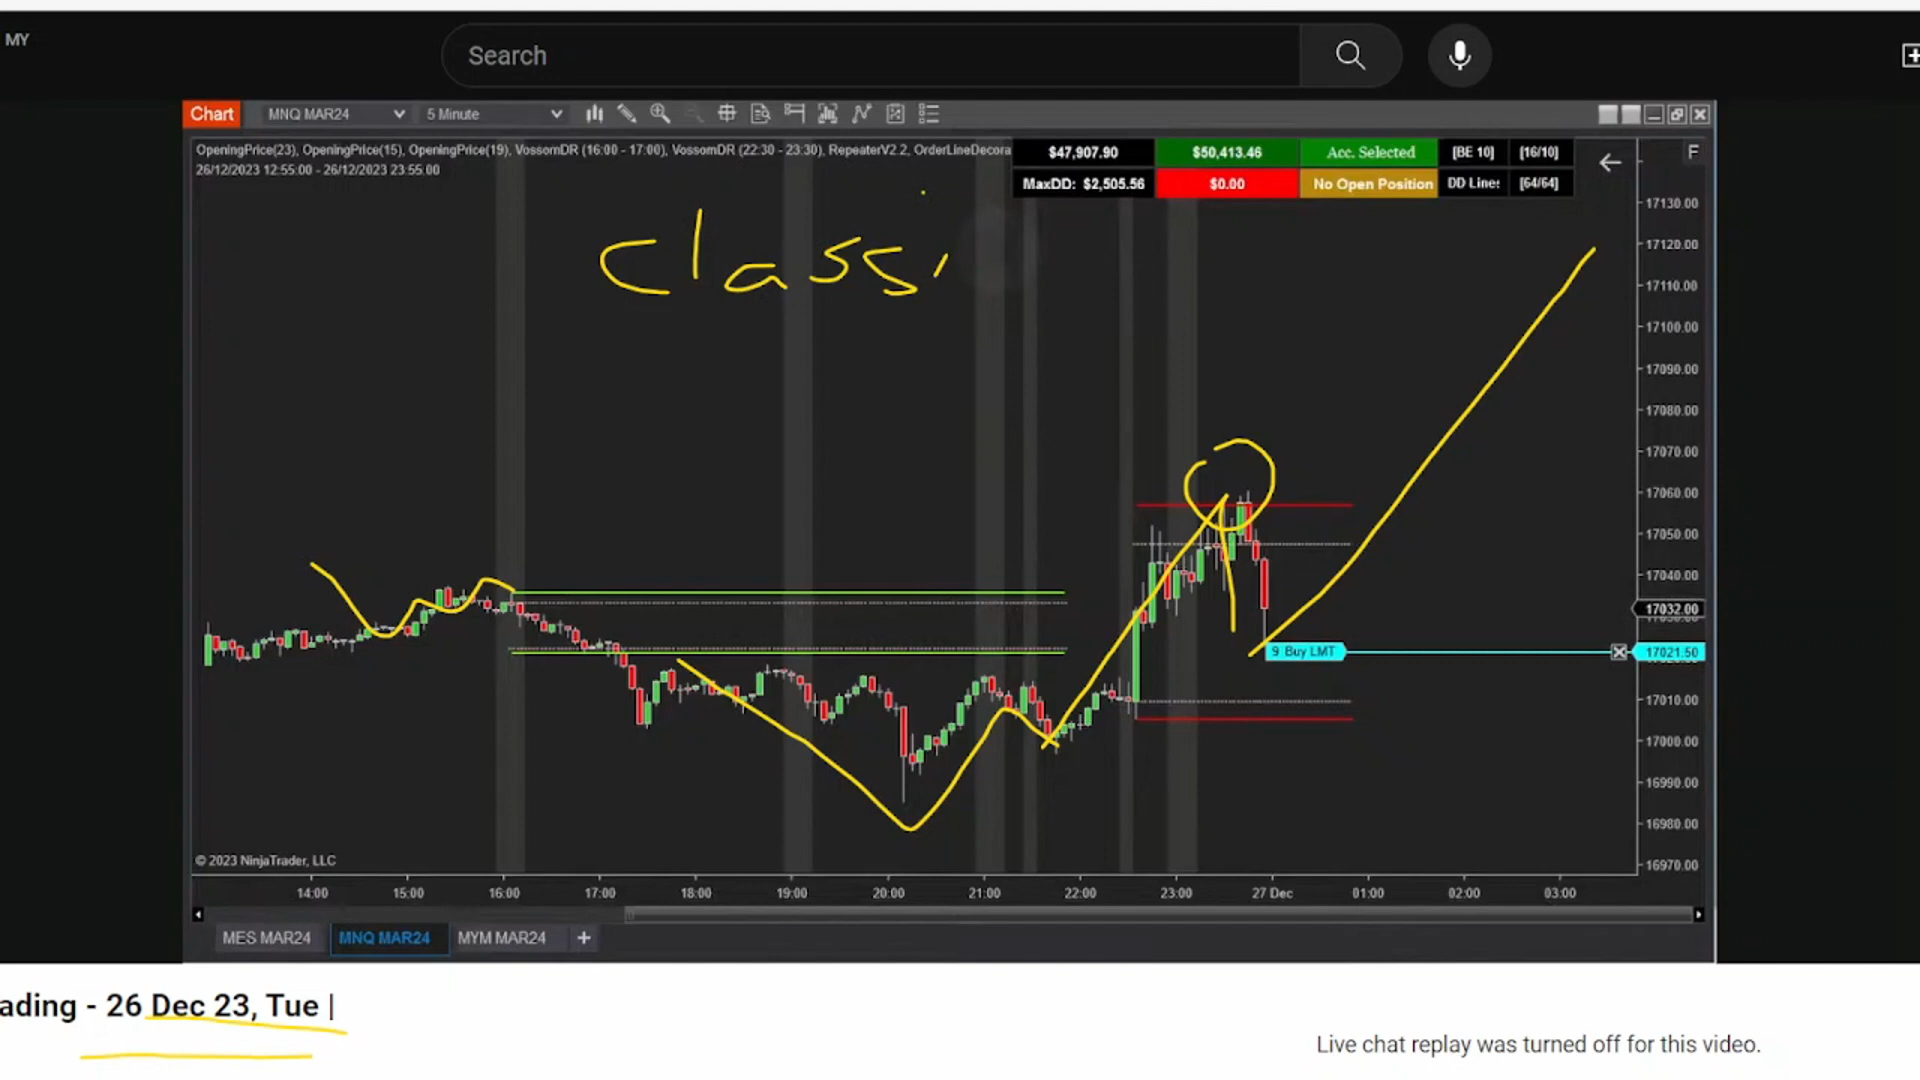 MY
Search
Chart MNQ MAR24 5 Minute
OpeningPrice(23), OpeningPrice(15), OpeningPrice(19), VossomDR (16:00 - 17:00), VossomDR (22:30 - 23:30), RepeaterV2.2, OrderLineDecora
$47,907.90 $50,413.46 Acc. Selected [BE 10] [16/10] F
26/12/2023 12:55:00 - 26/12/2023 23:55:00
MaxDD: $2,505.56 $0.00 No Open Position DD Line: [64/64]
classi
17130.00
17120.00
17110.00
17100.00
17090.00
17080.00
17070.00
17060.00
17050.00
17040.00
17032.00
9 Buy LMT 17021.50
17010.00
17000.00
16990.00
16980.00
16970.00
© 2023 NinjaTrader, LLC
14:00 15:00 16:00 17:00 18:00 19:00 20:00 21:00 22:00 23:00 27 Dec 01:00 02:00 03:00
MES MAR24 MNQ MAR24 MYM MAR24 +
ading - 26 Dec 23, Tue |
Live chat replay was turned off for this video.